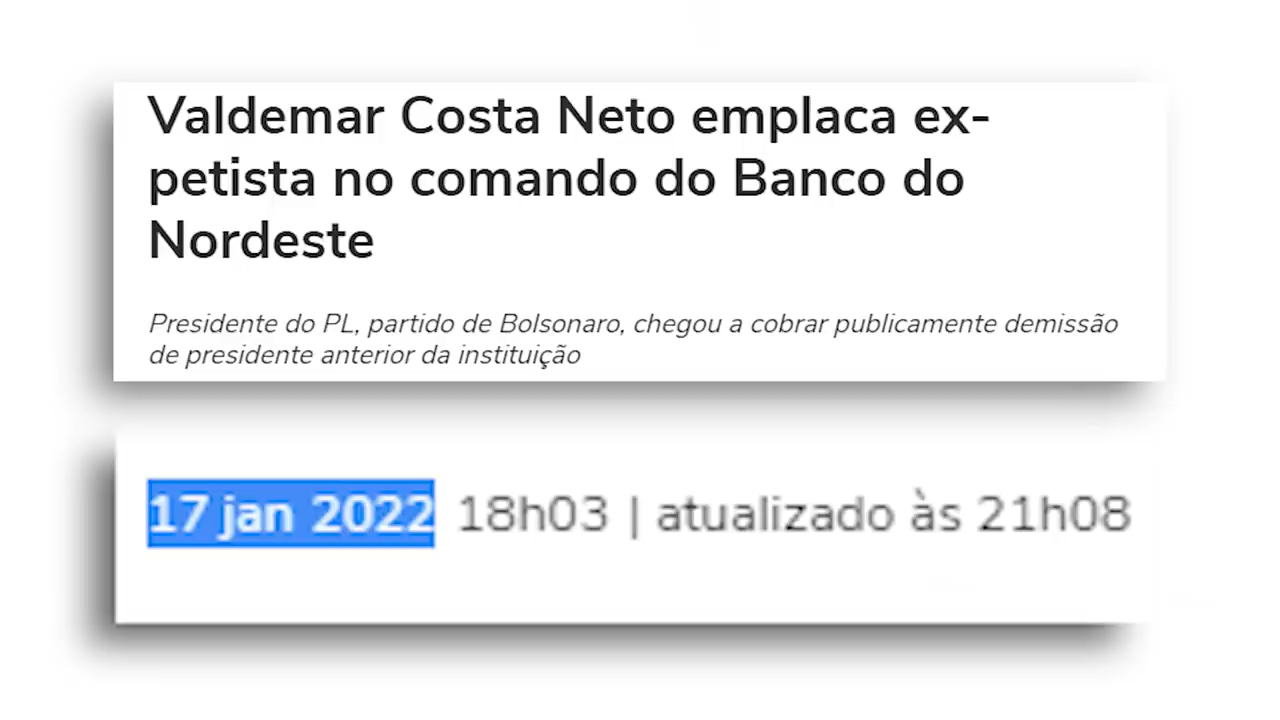 Valdemar Costa Neto emplaca ex-
petista no comando do Banco do
Nordeste
Presidente do PL, partido de Bolsonaro, chegou a cobrar publicamente demissão
de presidente anterior da instituição
17 jan 2022 18h03 | atualizado às 21h08